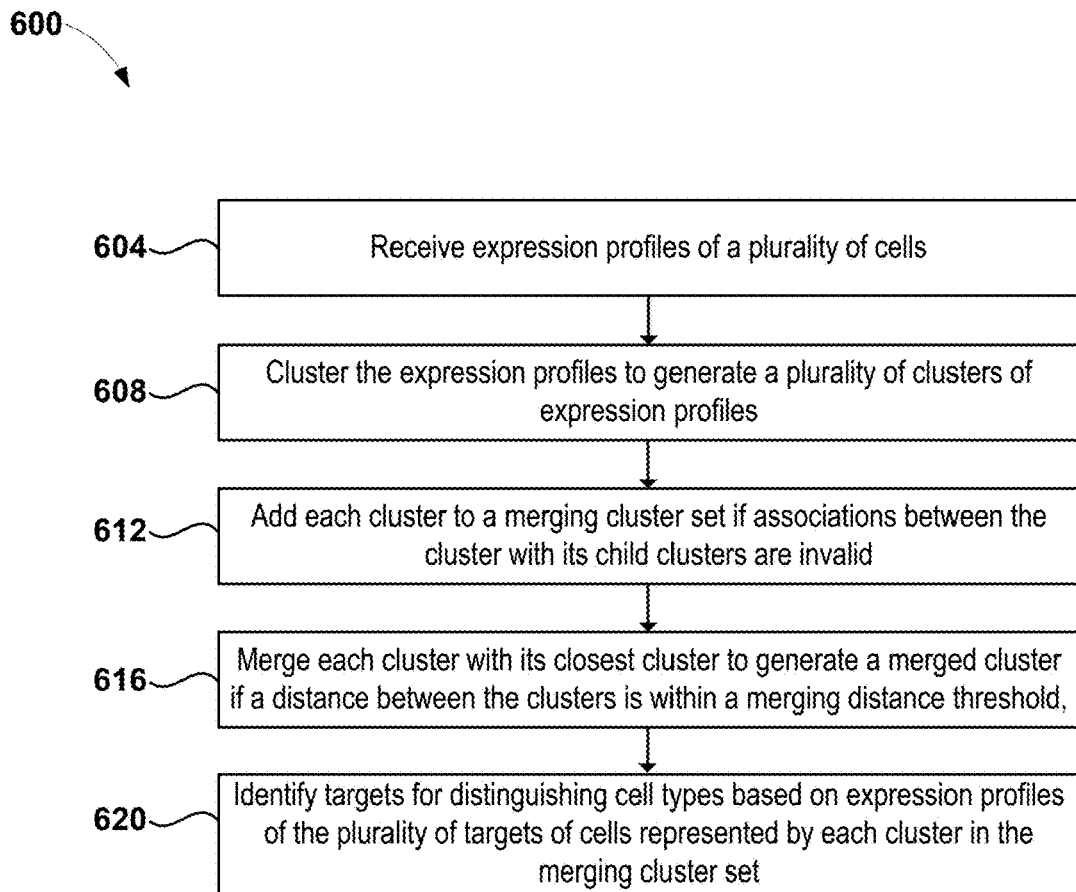 600
604
Receive expression profiles of a plurality of cells
608
Cluster the expression profiles to generate a plurality of clusters of
expression profiles
612
Add each cluster to a merging cluster set if associations between the
cluster with its child clusters are invalid
616
Merge each cluster with its closest cluster to generate a merged cluster
if a distance between the clusters is within a merging distance threshold,
620
Identify targets for distinguishing cell types based on expression profiles
of the plurality of targets of cells represented by each cluster in the
merging cluster set